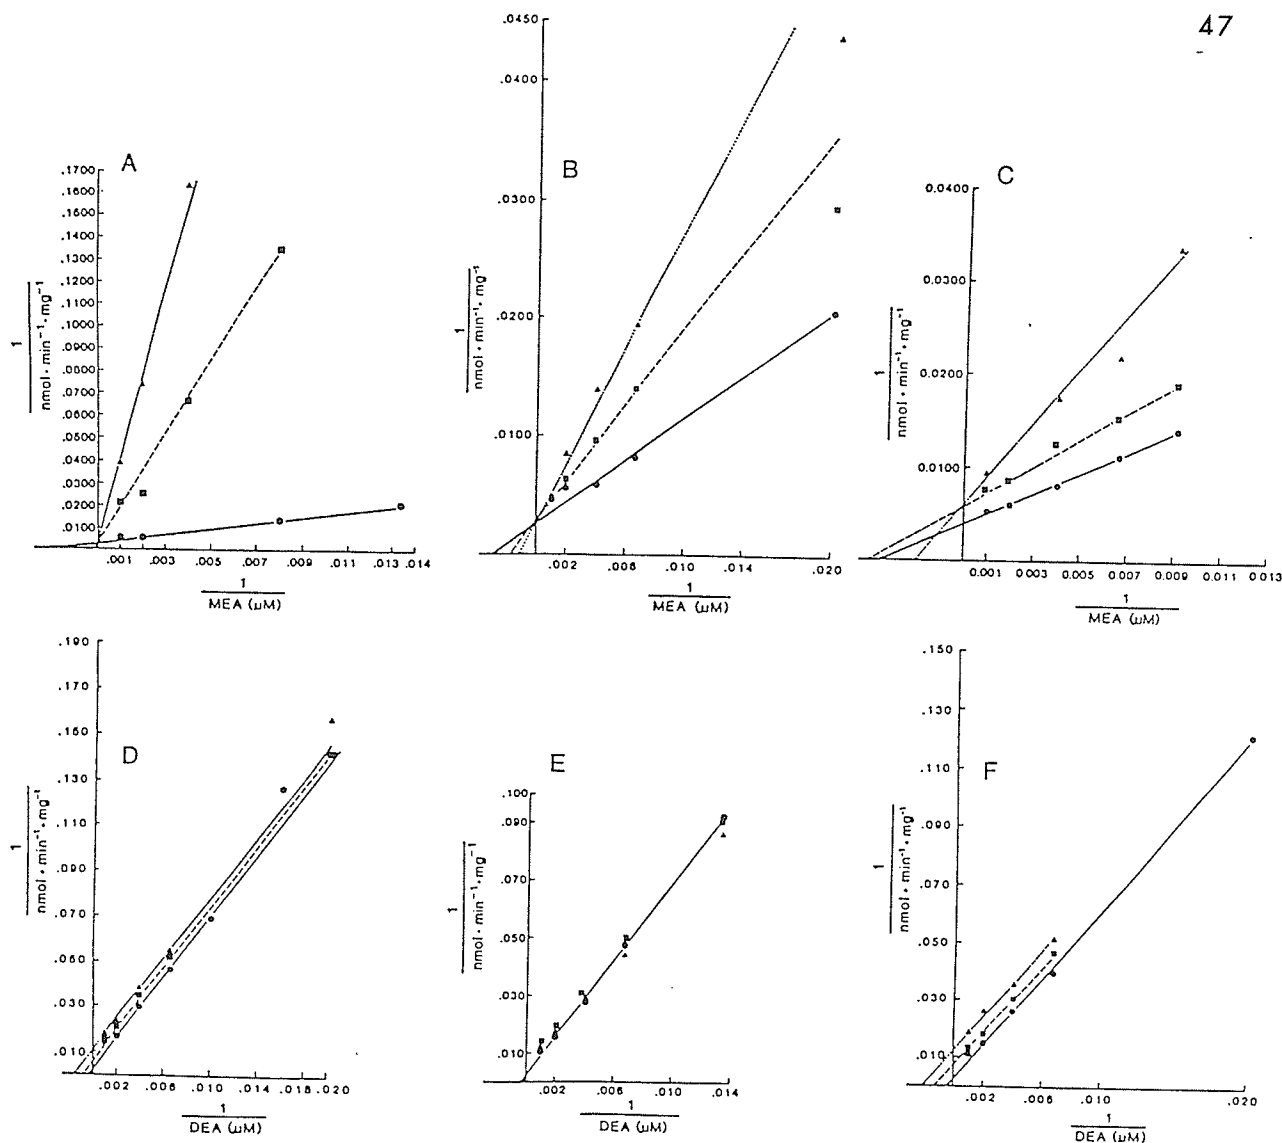 47
A
.1700
.1600
.1500
.1400
.1300
.1200
.1100
.1000
.0900
.0800
.0700
.0600
.0500
.0400
.0300
.0200
.0100
1
nmol · min⁻¹ · mg⁻¹
.001 .003 .005 .007 .009 .011 .013 .014
1
MEA (µM)
B
.0450
.0400
.0300
.0200
.0100
1
nmol · min⁻¹ · mg⁻¹
.002 .006 .010 .014 .020
1
MEA (µM)
C
0.0400
0.0300
0.0200
0.0100
1
nmol · min⁻¹ · mg⁻¹
0.001 0.003 0.005 0.007 0.009 0.011 0.013
1
MEA (µM)
D
.190
.170
.150
.130
.110
.090
.070
.050
.030
.010
1
nmol · min⁻¹ · mg⁻¹
.002 .006 .010 .014 .018 .020
1
DEA (µM)
E
.100
.090
.070
.050
.030
.010
1
nmol · min⁻¹ · mg⁻¹
.002 .006 .010 .014
1
DEA (µM)
F
.150
.130
.110
.090
.070
.050
.030
.010
1
nmol · min⁻¹ · mg⁻¹
.002 .006 .010 .020
1
DEA (µM)